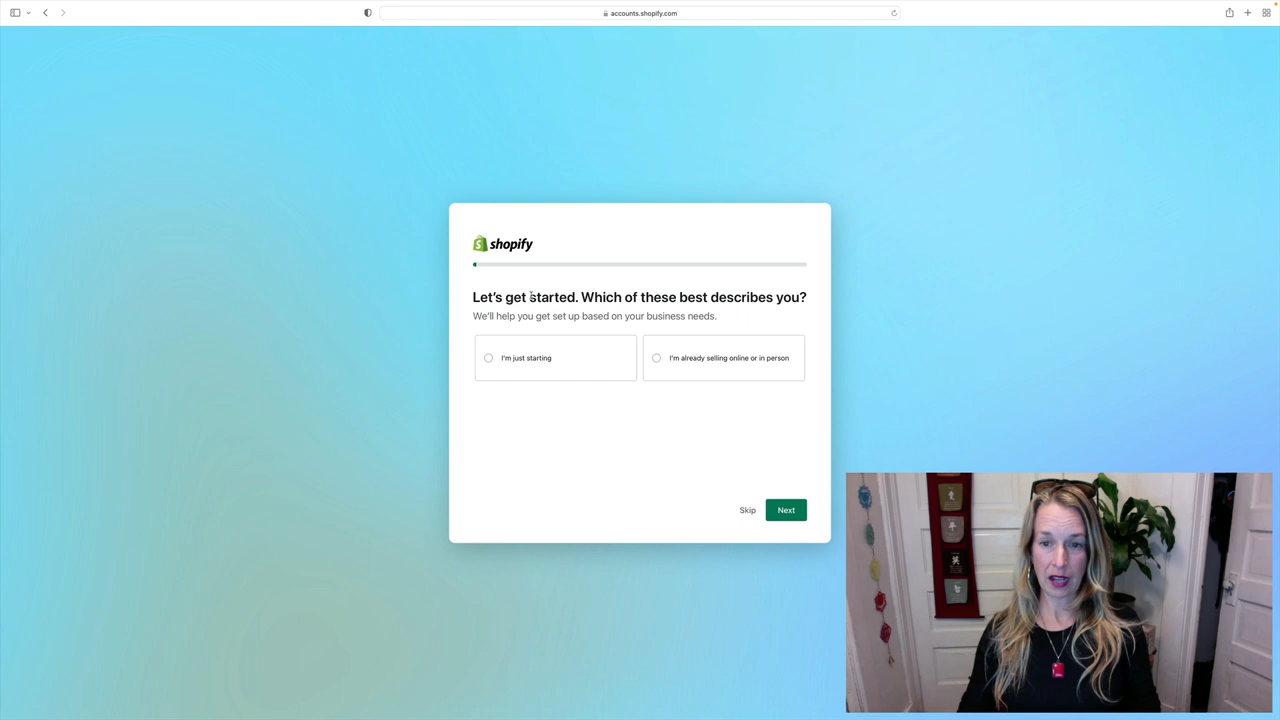 accounts.shopify.com
shopify
Let's get started. Which of these best describes you?
We'll help you get set up based on your business needs.
I'm just starting
I'm already selling online or in person
Skip
Next